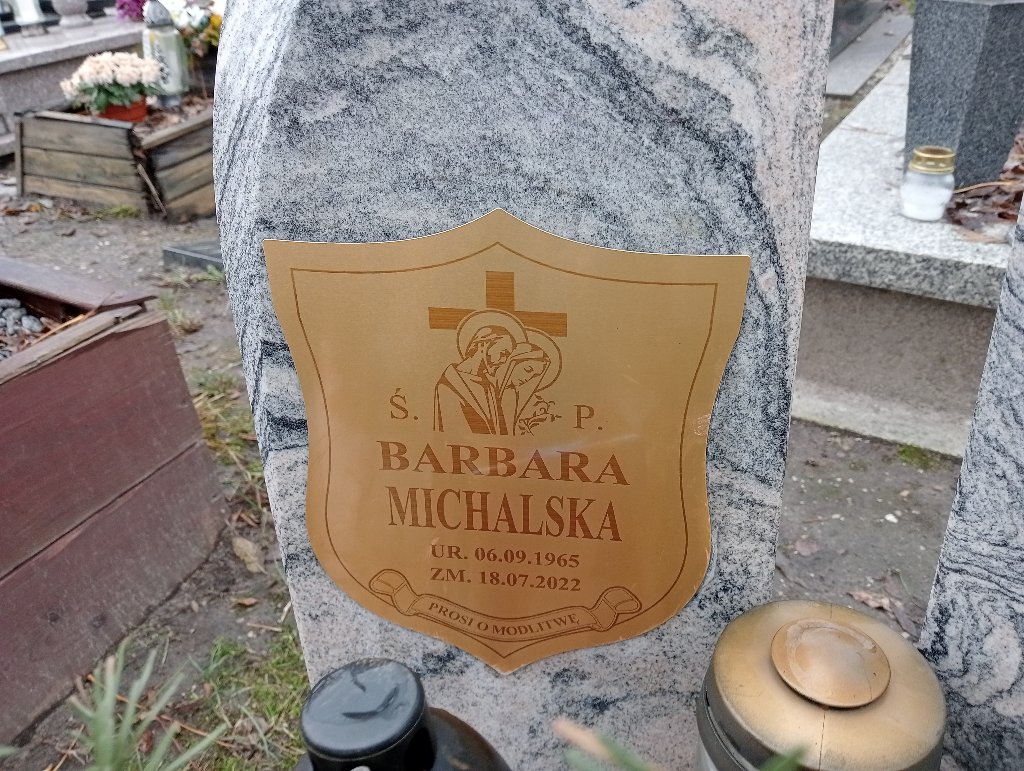 Ś. P.
BARBARA
MICHALSKA
UR. 06.09.1965
ZM. 18.07.2022
PROSI O MODLITWĘ